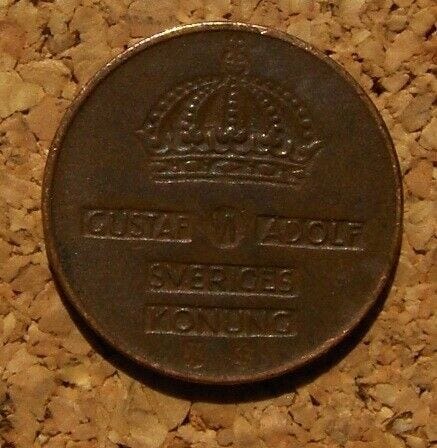 GUSTAF VI ADOLF
SVERIGES
KONUNG